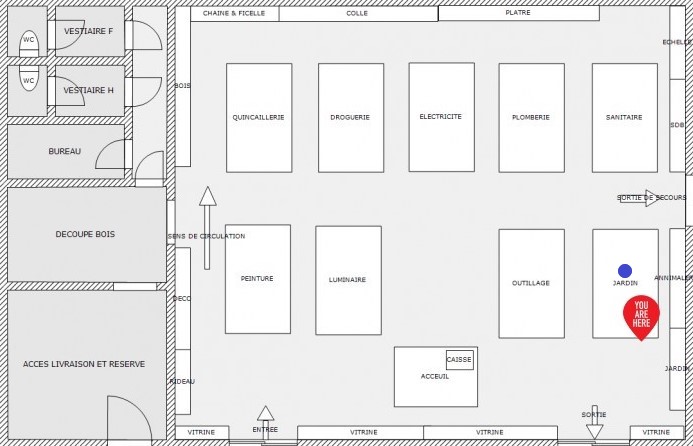 CHAINE & FICELLE
COLLE
PLATRE
WC
VESTIAIRE F
ECHELLE
WC
VESTIAIRE H
BOIS
QUINCAILLERIE
DROGUERIE
ELECTRICITE
PLOMBERIE
SANITAIRE
SDB
BUREAU
SORTIE DE SECOURS
DECOUPE BOIS
SENS DE CIRCULATION
PEINTURE
LUMINAIRE
OUTILLAGE
JARDIN
ANNIMALER
DECO
YOU
ARE
HERE
ACCES LIVRAISON ET RESERVE
CAISSE
ACCEUIL
RIDEAU
JARDIN
SORTIE
ENTREE
VITRINE
VITRINE
VITRINE
VITRINE